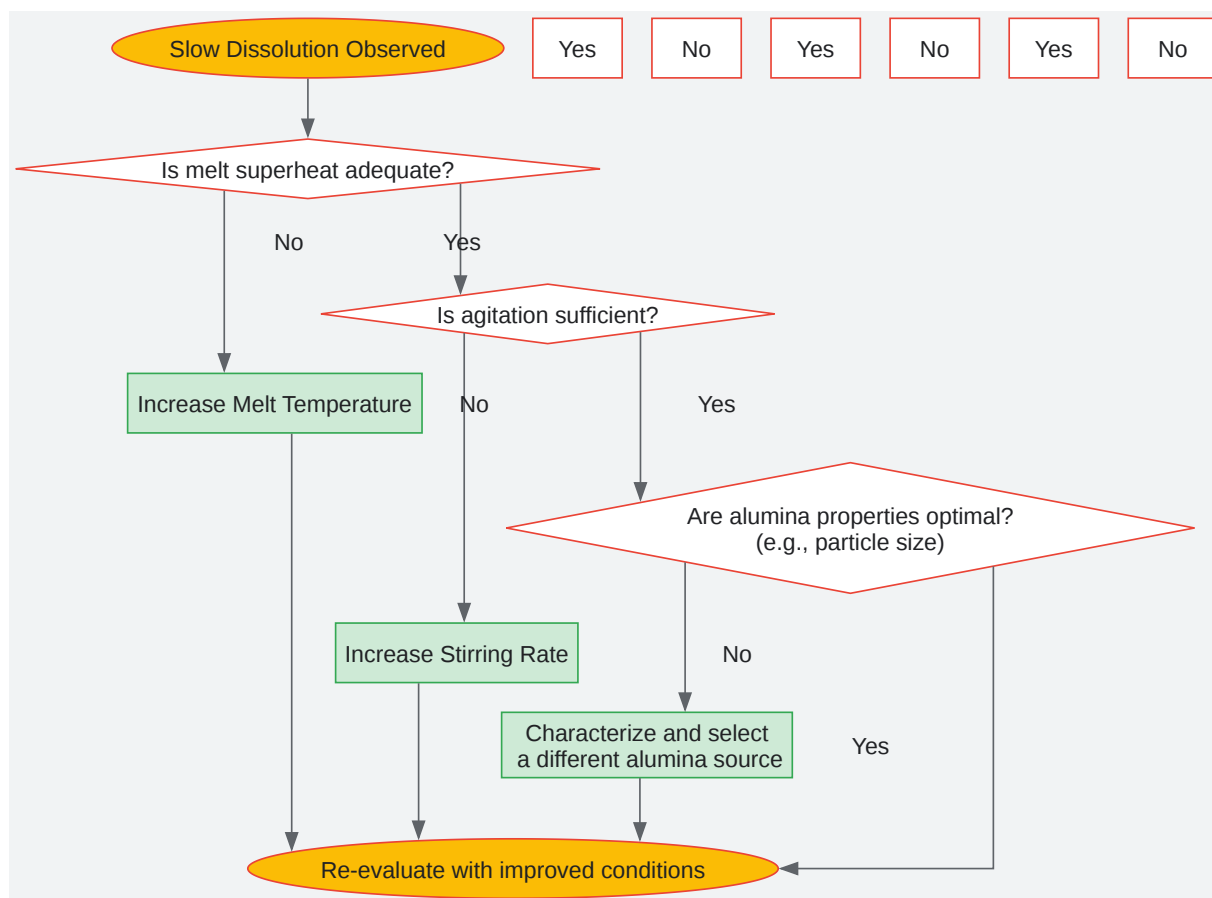 Slow Dissolution Observed
Yes
No
Yes
No
Yes
No
Is melt superheat adequate?
No
Yes
Is agitation sufficient?
Increase Melt Temperature
No
Yes
Are alumina properties optimal?
(e.g., particle size)
Increase Stirring Rate
No
Characterize and select
a different alumina source
Yes
Re-evaluate with improved conditions